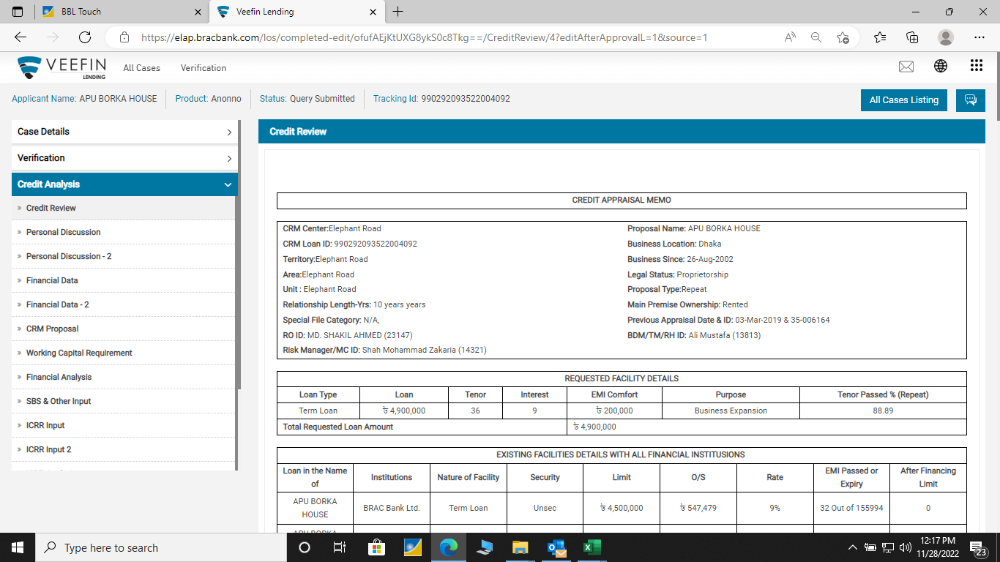 BBL Touch
Veefin Lending
https://elap.bracbank.com/los/completed-edit/ofufAEjKtUXG8ykS0c8Tkg==/CreditReview/4?editAfterApprovalL=1&source=1
VEEFIN
LENDING
All Cases
Verification
Applicant Name: APU BORKA HOUSE
Product: Anonno
Status: Query Submitted
Tracking Id: 990292093522004092
All Cases Listing
Case Details
Verification
Credit Analysis
Credit Review
Personal Discussion
Personal Discussion - 2
Financial Data
Financial Data - 2
CRM Proposal
Working Capital Requirement
Financial Analysis
SBS & Other Input
ICRR Input
ICRR Input 2
Credit Review
CREDIT APPRAISAL MEMO
CRM Center:Elephant Road
Proposal Name: APU BORKA HOUSE
CRM Loan ID: 990292093522004092
Business Location: Dhaka
Territory:Elephant Road
Business Since: 26-Aug-2002
Area:Elephant Road
Legal Status: Proprietorship
Unit : Elephant Road
Proposal Type:Repeat
Relationship Length-Yrs: 10 years years
Main Premise Ownership: Rented
Special File Category: N/A,
Previous Appraisal Date & ID: 03-Mar-2019 & 35-006164
RO ID: MD. SHAKIL AHMED (23147)
BDM/TM/RH ID: Ali Mustafa (13813)
Risk Manager/MC ID: Shah Mohammad Zakaria (14321)
REQUESTED FACILITY DETAILS
Loan Type Loan Tenor Interest EMI Comfort Purpose Tenor Passed % (Repeat)
Term Loan ৳ 4,900,000 36 9 ৳ 200,000 Business Expansion 88.89
Total Requested Loan Amount ৳ 4,900,000
EXISTING FACILITIES DETAILS WITH ALL FINANCIAL INSTITUSIONS
Loan in the Name of Institutions Nature of Facility Security Limit O/S Rate EMI Passed or Expiry After Financing Limit
APU BORKA HOUSE BRAC Bank Ltd. Term Loan Unsec ৳ 4,500,000 ৳ 547,479 9% 32 Out of 155994 0
APU BORKA
Type here to search
12:17 PM
11/28/2022
23